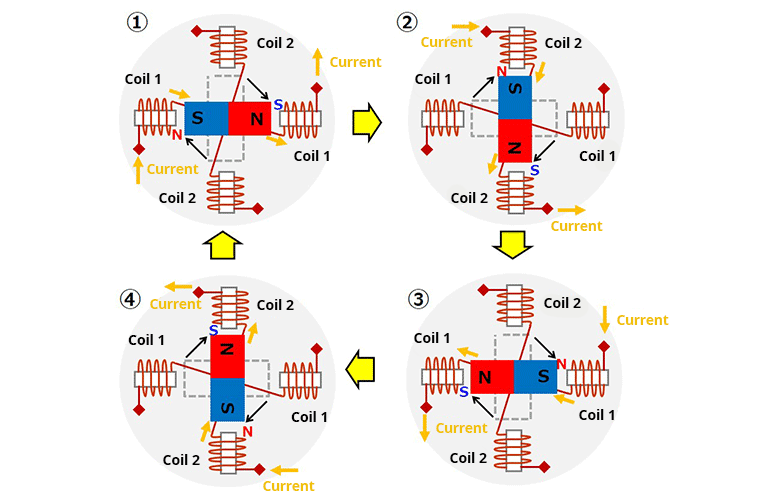 ①
Coil 2
Current
Coil 1
S
N
S
N
Coil 1
Current
Coil 2
②
Current
Coil 2
N
Coil 1
S
Coil 1
N
S
Coil 2
Current
④
Current
Coil 2
S
Coil 1
N
S
Coil 1
N
Coil 2
Current
③
Coil 2
Current
Coil 1
N
N
S
S
Coil 1
Current
Coil 2